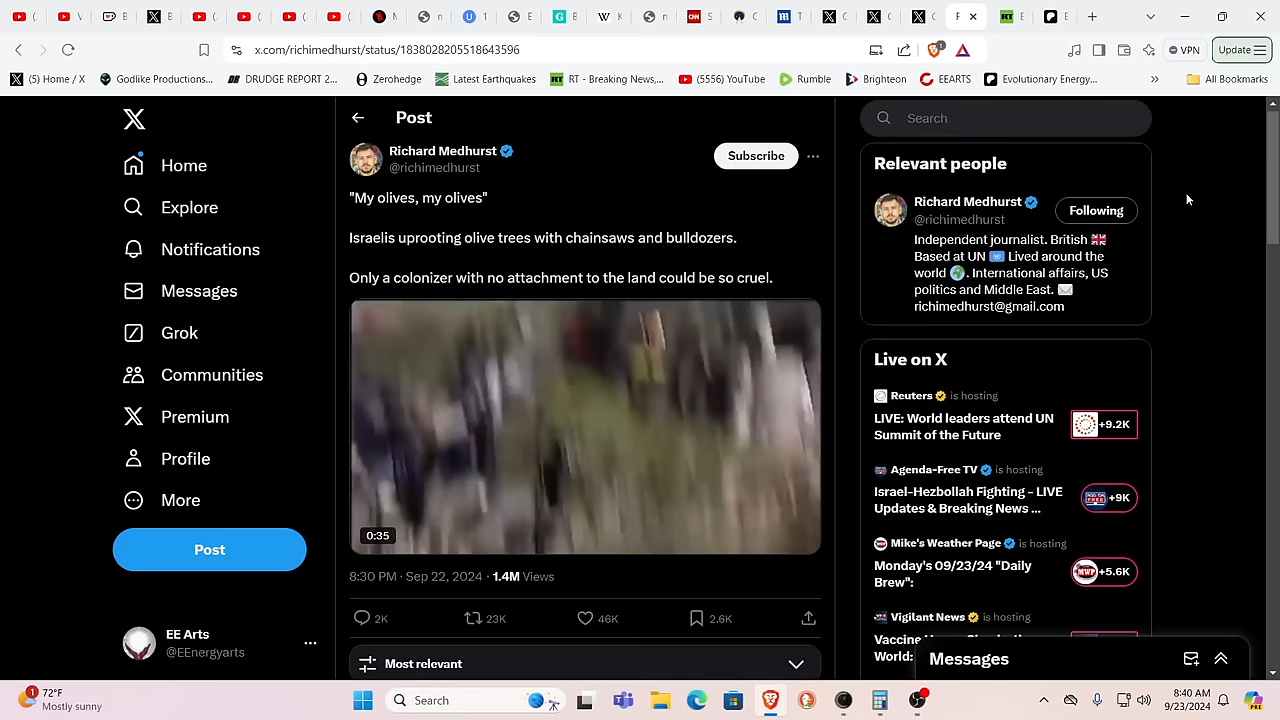 x.com/richimedhurst/status/1838028205518643596
VPN
Update
(5) Home / X
Godlike Productions...
DRUDGE REPORT 2...
Zerohedge
Latest Earthquakes
RT - Breaking News,...
(5556) YouTube
Rumble
Brighteon
EEARTS
Evolutionary Energy...
All Bookmarks
Home
Explore
Notifications
Messages
Grok
Communities
Premium
Profile
More
Post
EE Arts
@EEnergyarts
Post
Richard Medhurst
@richimedhurst
Subscribe
"My olives, my olives"
Israelis uprooting olive trees with chainsaws and bulldozers.
Only a colonizer with no attachment to the land could be so cruel.
0:35
8:30 PM · Sep 22, 2024 · 1.4M Views
2K
23K
46K
2.6K
Most relevant
Search
Relevant people
Richard Medhurst
@richimedhurst
Following
Independent journalist. British
Based at UN Lived around the
world . International affairs, US
politics and Middle East.
richimedhurst@gmail.com
Live on X
Reuters is hosting
LIVE: World leaders attend UN
Summit of the Future
+9.2K
Agenda-Free TV is hosting
Israel-Hezbollah Fighting - LIVE
Updates & Breaking News ...
+9K
Mike's Weather Page is hosting
Monday's 09/23/24 "Daily
Brew":
+5.6K
Vigilant News is hosting
Vaccine
World:
Messages
72°F
Mostly sunny
Search
8:40 AM
9/23/2024